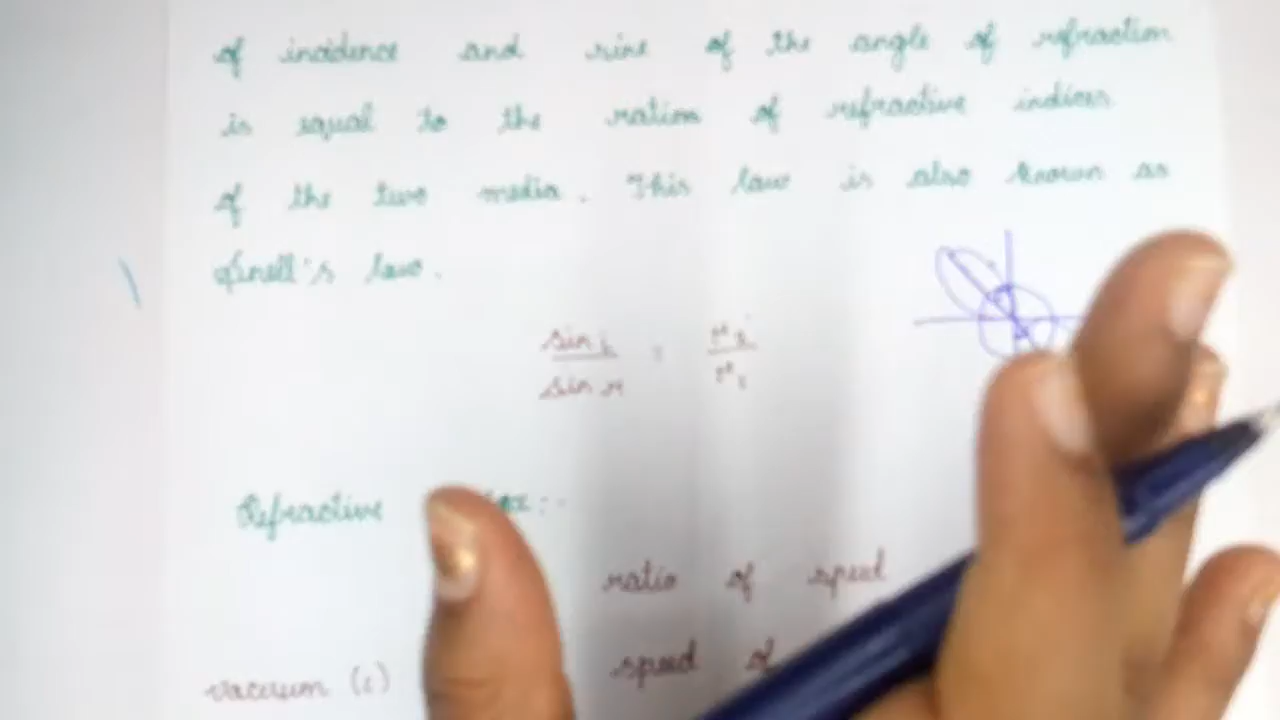 of incidence and sine of the angle of refraction
is equal to the ration of refractive indices
of the two media. This law is also known as
Snell's law.
sin i / sin r = μ₂ / μ₁
Refractive
ratio of speed
vacuum (c) speed of